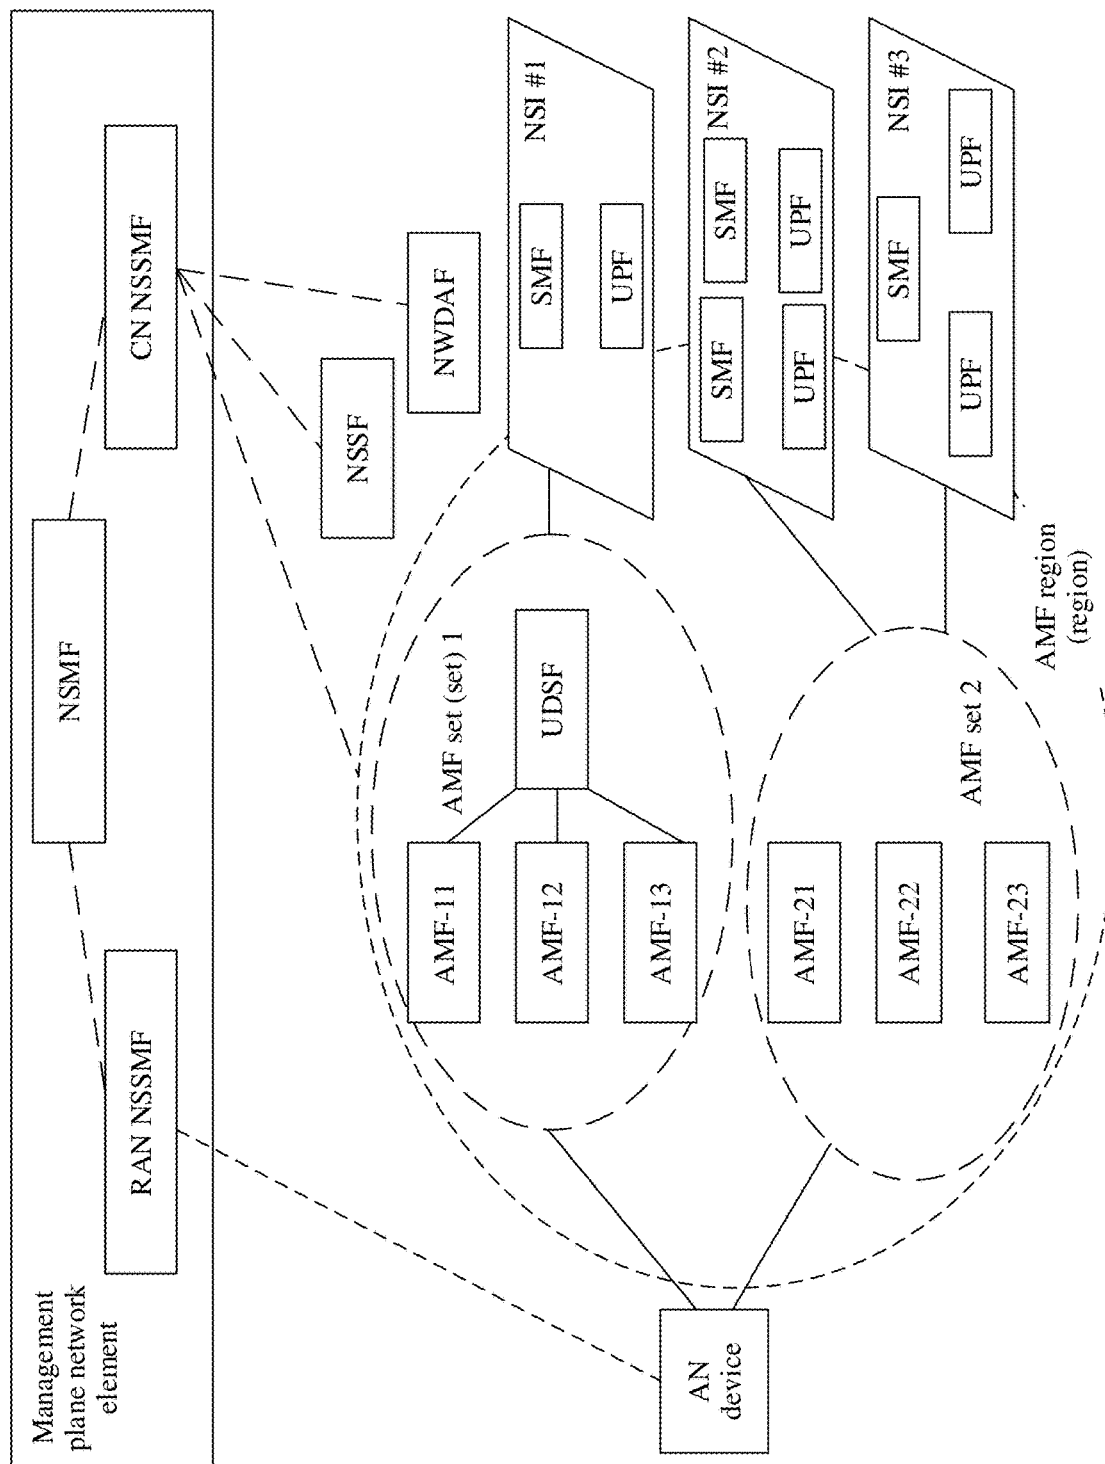 Management
plane network
element
RAN NSSMF
NSMF
CN NSSMF
NSSF
NWDAF
AN
device
AMF set (set) 1
AMF-11
AMF-12
AMF-13
UDSF
AMF set 2
AMF-21
AMF-22
AMF-23
AMF region
(region)
NSI #1
SMF
UPF
NSI #2
SMF
SMF
UPF
UPF
NSI #3
SMF
UPF
UPF